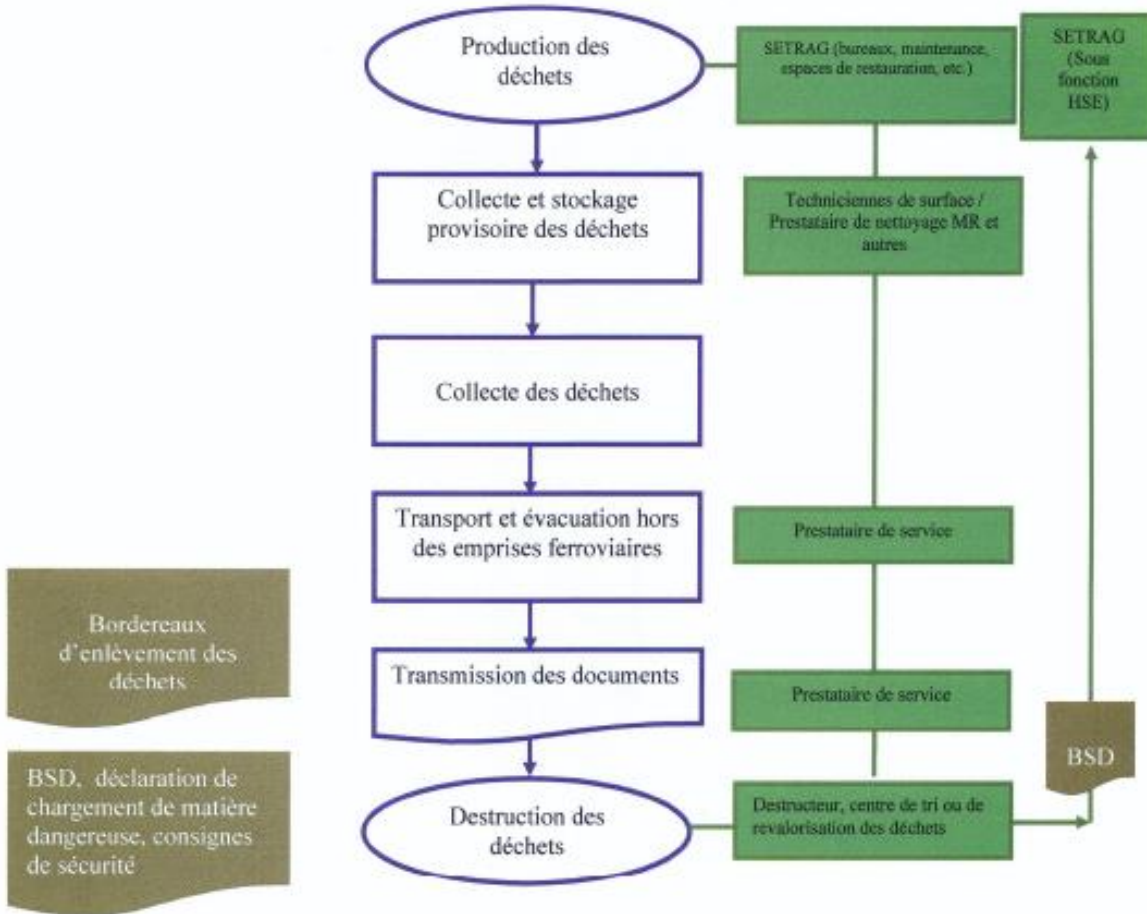 Production des
déchets
SETRAG (bureaux, maintenance,
espaces de restauration, etc.)
SETRAG
(Sous
fonction
HSE)
Collecte et stockage
provisoire des déchets
Techniciennes de surface /
Prestataire de nettoyage MR et
autres
Collecte des déchets
Transport et évacuation hors
des emprises ferroviaires
Prestataire de service
Bordereaux
d'enlèvement des
déchets
Transmission des documents
Prestataire de service
BSD
BSD, déclaration de
chargement de matière
dangereuse, consignes
de sécurité
Destruction des
déchets
Destructeur, centre de tri ou de
revalorisation des déchets